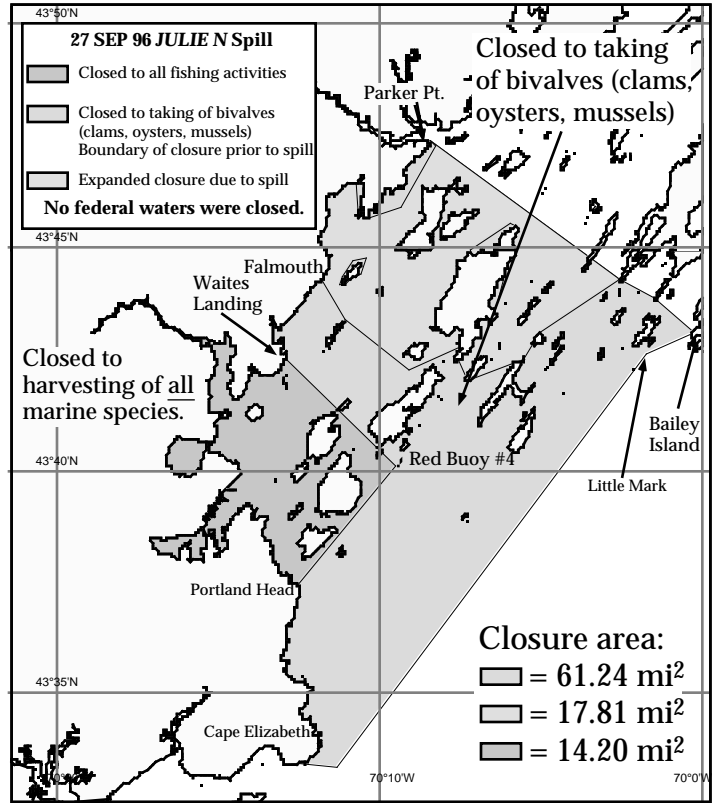 43°50'N
27 SEP 96 JULIE N Spill
Closed to all fishing activities
Closed to taking of bivalves
(clams, oysters, mussels)
Boundary of closure prior to spill
Expanded closure due to spill
No federal waters were closed.
Closed to taking
of bivalves (clams,
oysters, mussels)
Parker Pt.
43°45'N
Falmouth
Waites
Landing
Closed to
harvesting of all
marine species.
Bailey
Island
43°40'N
Red Buoy #4
Little Mark
Portland Head
Closure area:
= 61.24 mi²
= 17.81 mi²
= 14.20 mi²
43°35'N
Cape Elizabeth
70°10'W
70°0'W